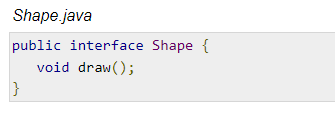 Shape.java
public interface Shape {
   void draw();
}